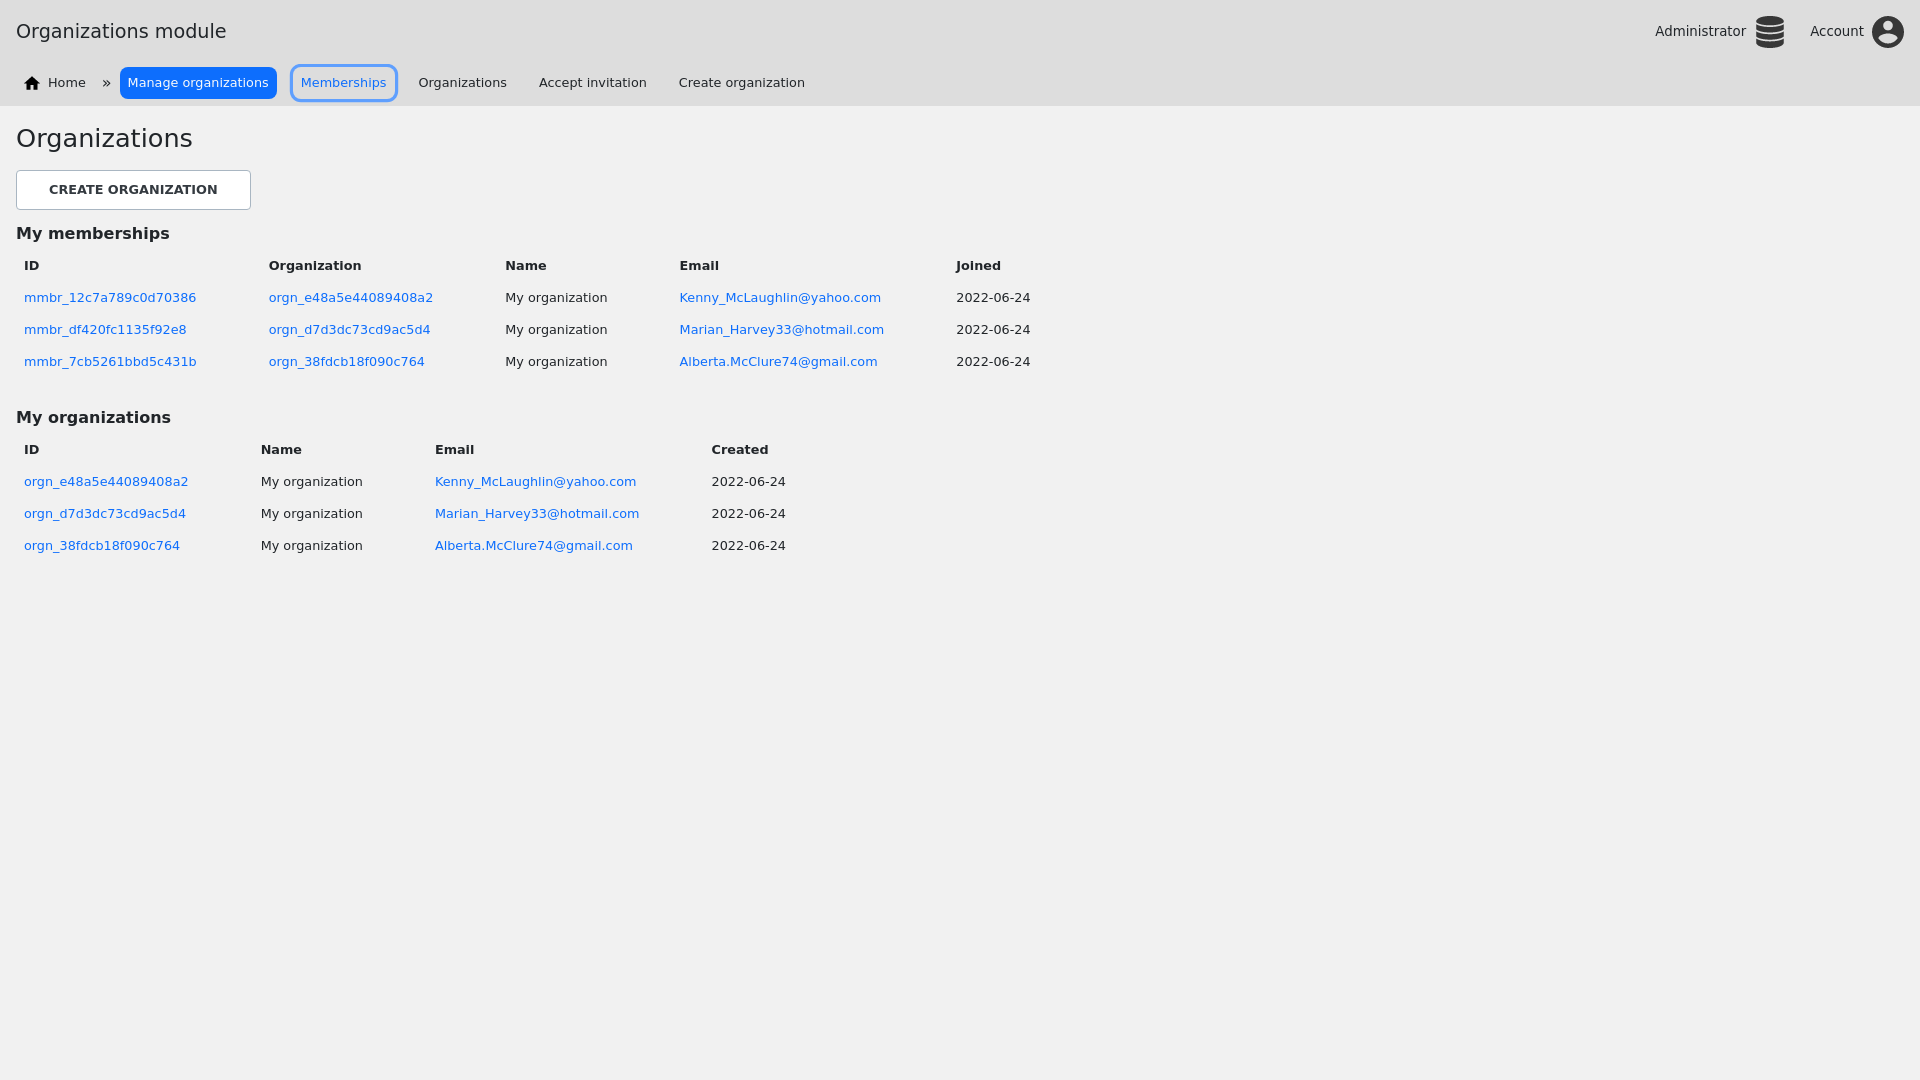 Organizations module
Administrator
Account
Home » Manage organizations Memberships Organizations Accept invitation Create organization
Organizations
CREATE ORGANIZATION
My memberships
ID Organization Name Email Joined
mmbr_12c7a789c0d70386 orgn_e48a5e44089408a2 My organization Kenny_McLaughlin@yahoo.com 2022-06-24
mmbr_df420fc1135f92e8 orgn_d7d3dc73cd9ac5d4 My organization Marian_Harvey33@hotmail.com 2022-06-24
mmbr_7cb5261bbd5c431b orgn_38fdcb18f090c764 My organization Alberta.McClure74@gmail.com 2022-06-24
My organizations
ID Name Email Created
orgn_e48a5e44089408a2 My organization Kenny_McLaughlin@yahoo.com 2022-06-24
orgn_d7d3dc73cd9ac5d4 My organization Marian_Harvey33@hotmail.com 2022-06-24
orgn_38fdcb18f090c764 My organization Alberta.McClure74@gmail.com 2022-06-24